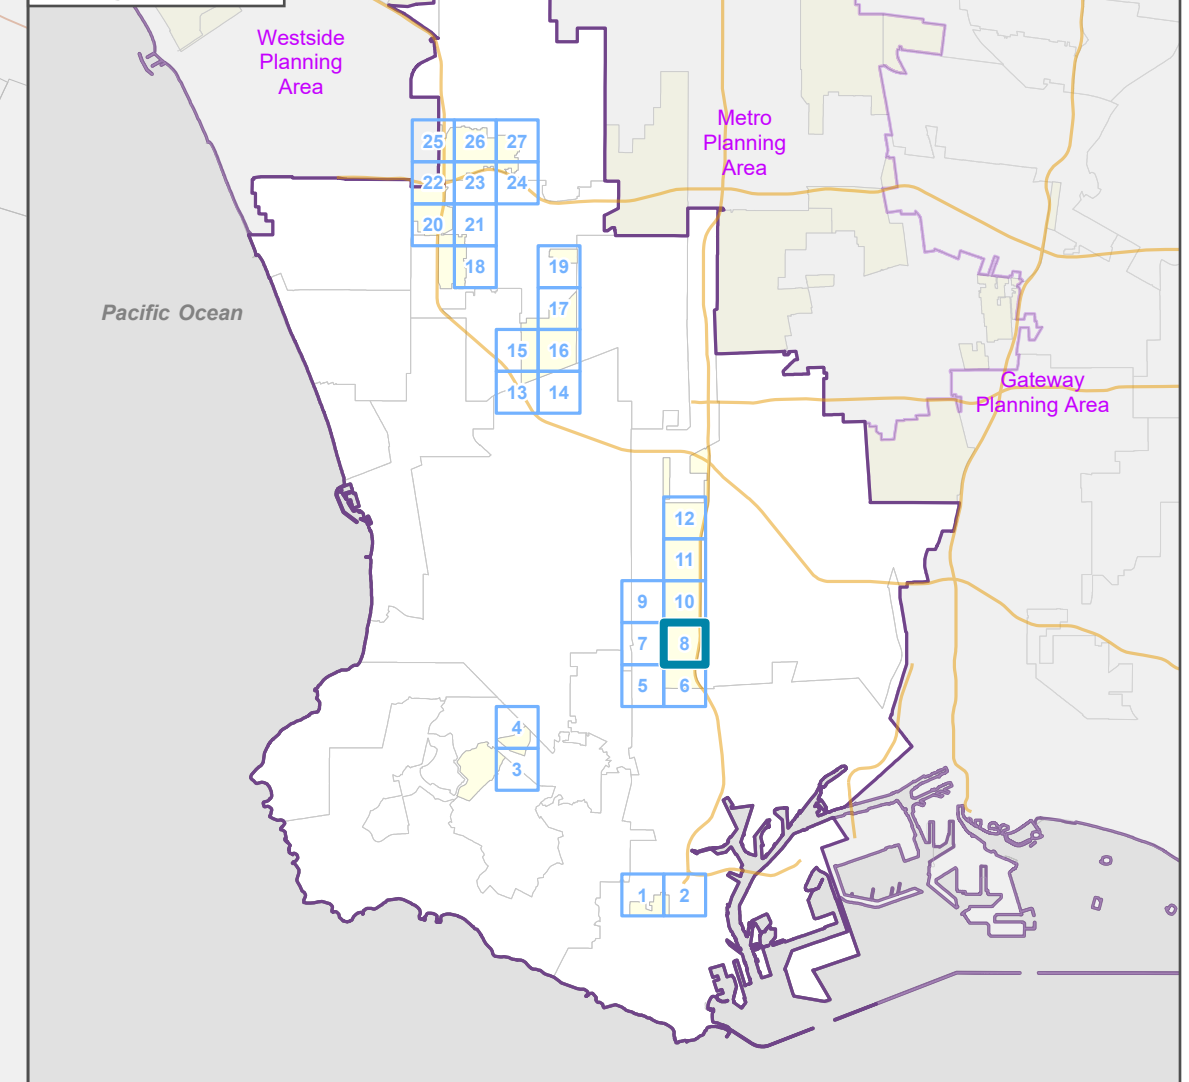 Westside
Planning
Area
Metro
Planning
Area
25 26 27
22 23 24
20 21
18 19
Pacific Ocean
17
15 16
Gateway
Planning Area
13 14
12
11
9 10
7 8
5 6
4
3
1 2